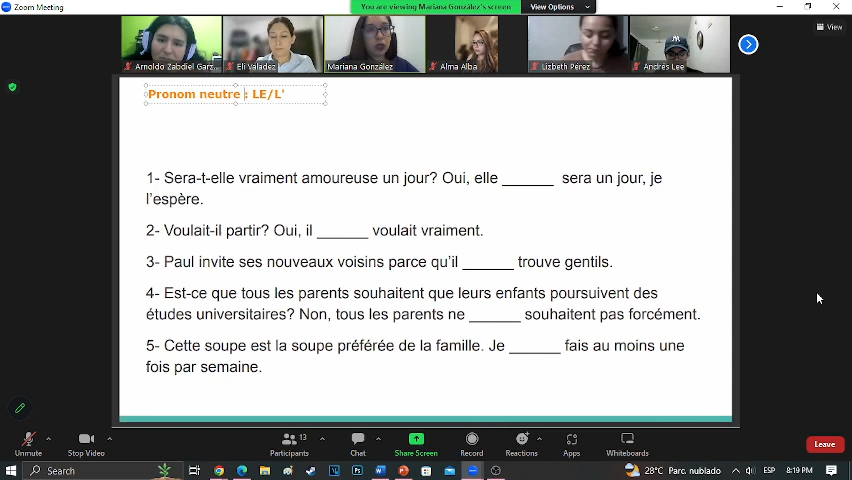 Zoom Meeting
You are viewing Mariana González's screen
View Options
View
Arnoldo Zabdiel Garz...
Eli Valadez
Mariana González
Alma Alba
Lizbeth Pérez
Andrés Lee
Pronom neutre : LE/L'
1- Sera-t-elle vraiment amoureuse un jour? Oui, elle ______ sera un jour, je
l'espère.
2- Voulait-il partir? Oui, il ______ voulait vraiment.
3- Paul invite ses nouveaux voisins parce qu'il ______ trouve gentils.
4- Est-ce que tous les parents souhaitent que leurs enfants poursuivent des
études universitaires? Non, tous les parents ne ______ souhaitent pas forcément.
5- Cette soupe est la soupe préférée de la famille. Je ______ fais au moins une
fois par semaine.
Unmute
Stop Video
Participants
13
Chat
Share Screen
Record
Reactions
Apps
Whiteboards
Leave
Search
28°C Parc. nublado
ESP
8:19 PM